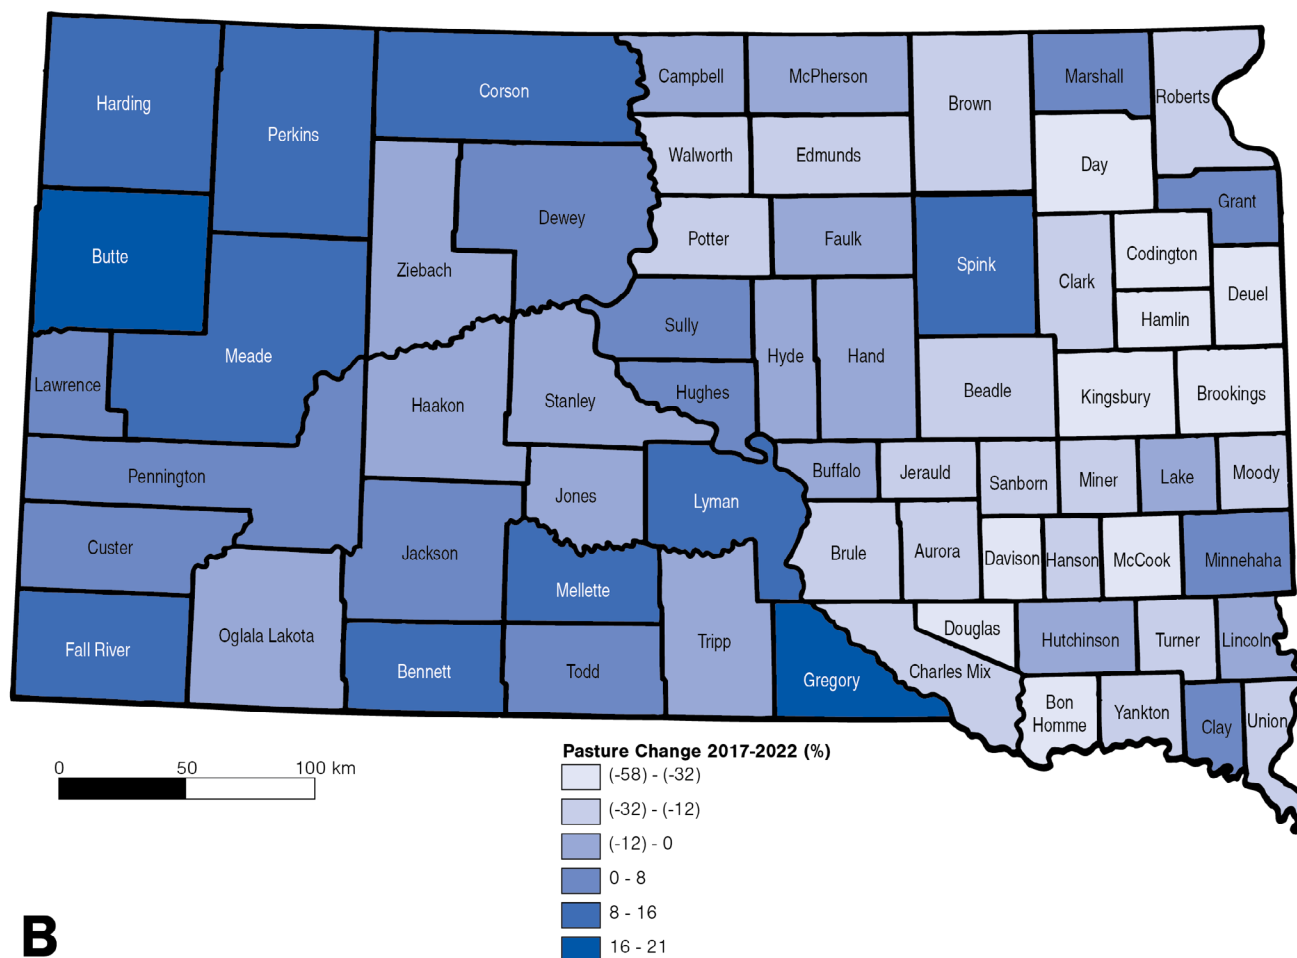 Harding
Perkins
Corson
Campbell
McPherson
Brown
Marshall
Roberts
Walworth
Edmunds
Day
Butte
Dewey
Ziebach
Potter
Faulk
Spink
Grant
Codington
Clark
Deuel
Hamlin
Meade
Sully
Hyde
Hand
Lawrence
Haakon
Stanley
Hughes
Beadle
Kingsbury
Brookings
Pennington
Buffalo
Jerauld
Sanborn
Miner
Lake
Moody
Jones
Lyman
Custer
Jackson
Brule
Aurora
Davison
Hanson
McCook
Minnehaha
Mellette
Fall River
Oglala Lakota
Bennett
Todd
Tripp
Gregory
Douglas
Charles Mix
Hutchinson
Turner
Lincoln
Bon
Homme
Yankton
Clay
Union
0 50 100 km
Pasture Change 2017-2022 (%)
(-58) - (-32)
(-32) - (-12)
(-12) - 0
0 - 8
8 - 16
16 - 21
B